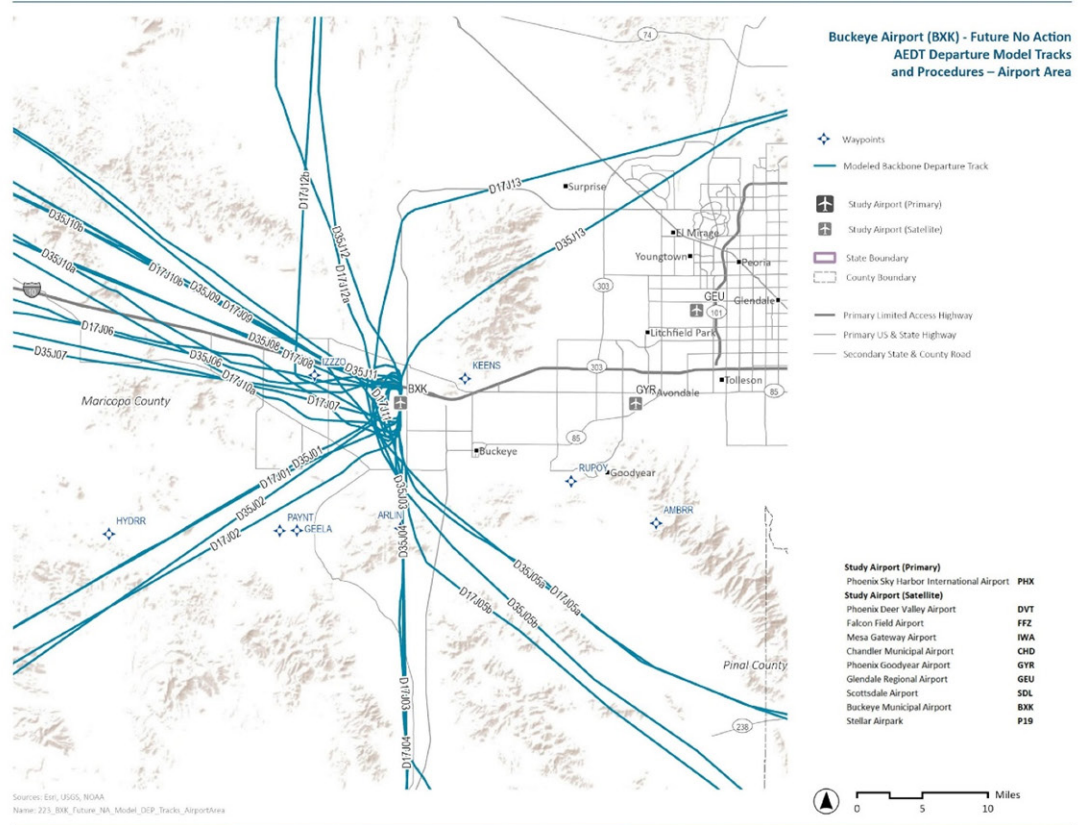 Buckeye Airport (BXK) - Future No Action
AEDT Departure Model Tracks
and Procedures – Airport Area
Waypoints
Modeled Backbone Departure Track
Study Airport (Primary)
Study Airport (Satellite)
State Boundary
County Boundary
Primary Limited Access Highway
Primary US & State Highway
Secondary State & County Road
74
D17J12b
D17J13
Surprise
D35J10b
D35J12
D35J13
El Mirage
Youngtown
Peoria
D35J10a
D17J10b
D17J12a
D35J09
303
GEU
Glendale
D17J09
101
D17J06
Litchfield Park
D35J08
D17J08
D35J07
D35J06
IZZZO
KEENS
303
D35J11
D17J10a
Tolleson
BXK
GYR
Avondale
85
Maricopa County
D17J07
D17J11
85
Buckeye
D35J01
D17J01
RUPOY
Goodyear
D35J03
D35J02
HYDRR
PAYNT
GEELA
ARLIN
AMBRR
D17J02
D35J04
D35J05a
D17J05a
D17J05b
D35J05b
Pinal County
D17J03
238
D17J04
Study Airport (Primary)
Phoenix Sky Harbor International Airport PHX
Study Airport (Satellite)
Phoenix Deer Valley Airport DVT
Falcon Field Airport FFZ
Mesa Gateway Airport IWA
Chandler Municipal Airport CHD
Phoenix Goodyear Airport GYR
Glendale Regional Airport GEU
Scottsdale Airport SDL
Buckeye Municipal Airport BXK
Stellar Airpark P19
Miles
0 5 10
Sources: Esri, USGS, NOAA
Name: 223_BXK_Future_NA_Model_DEP_Tracks_AirportArea